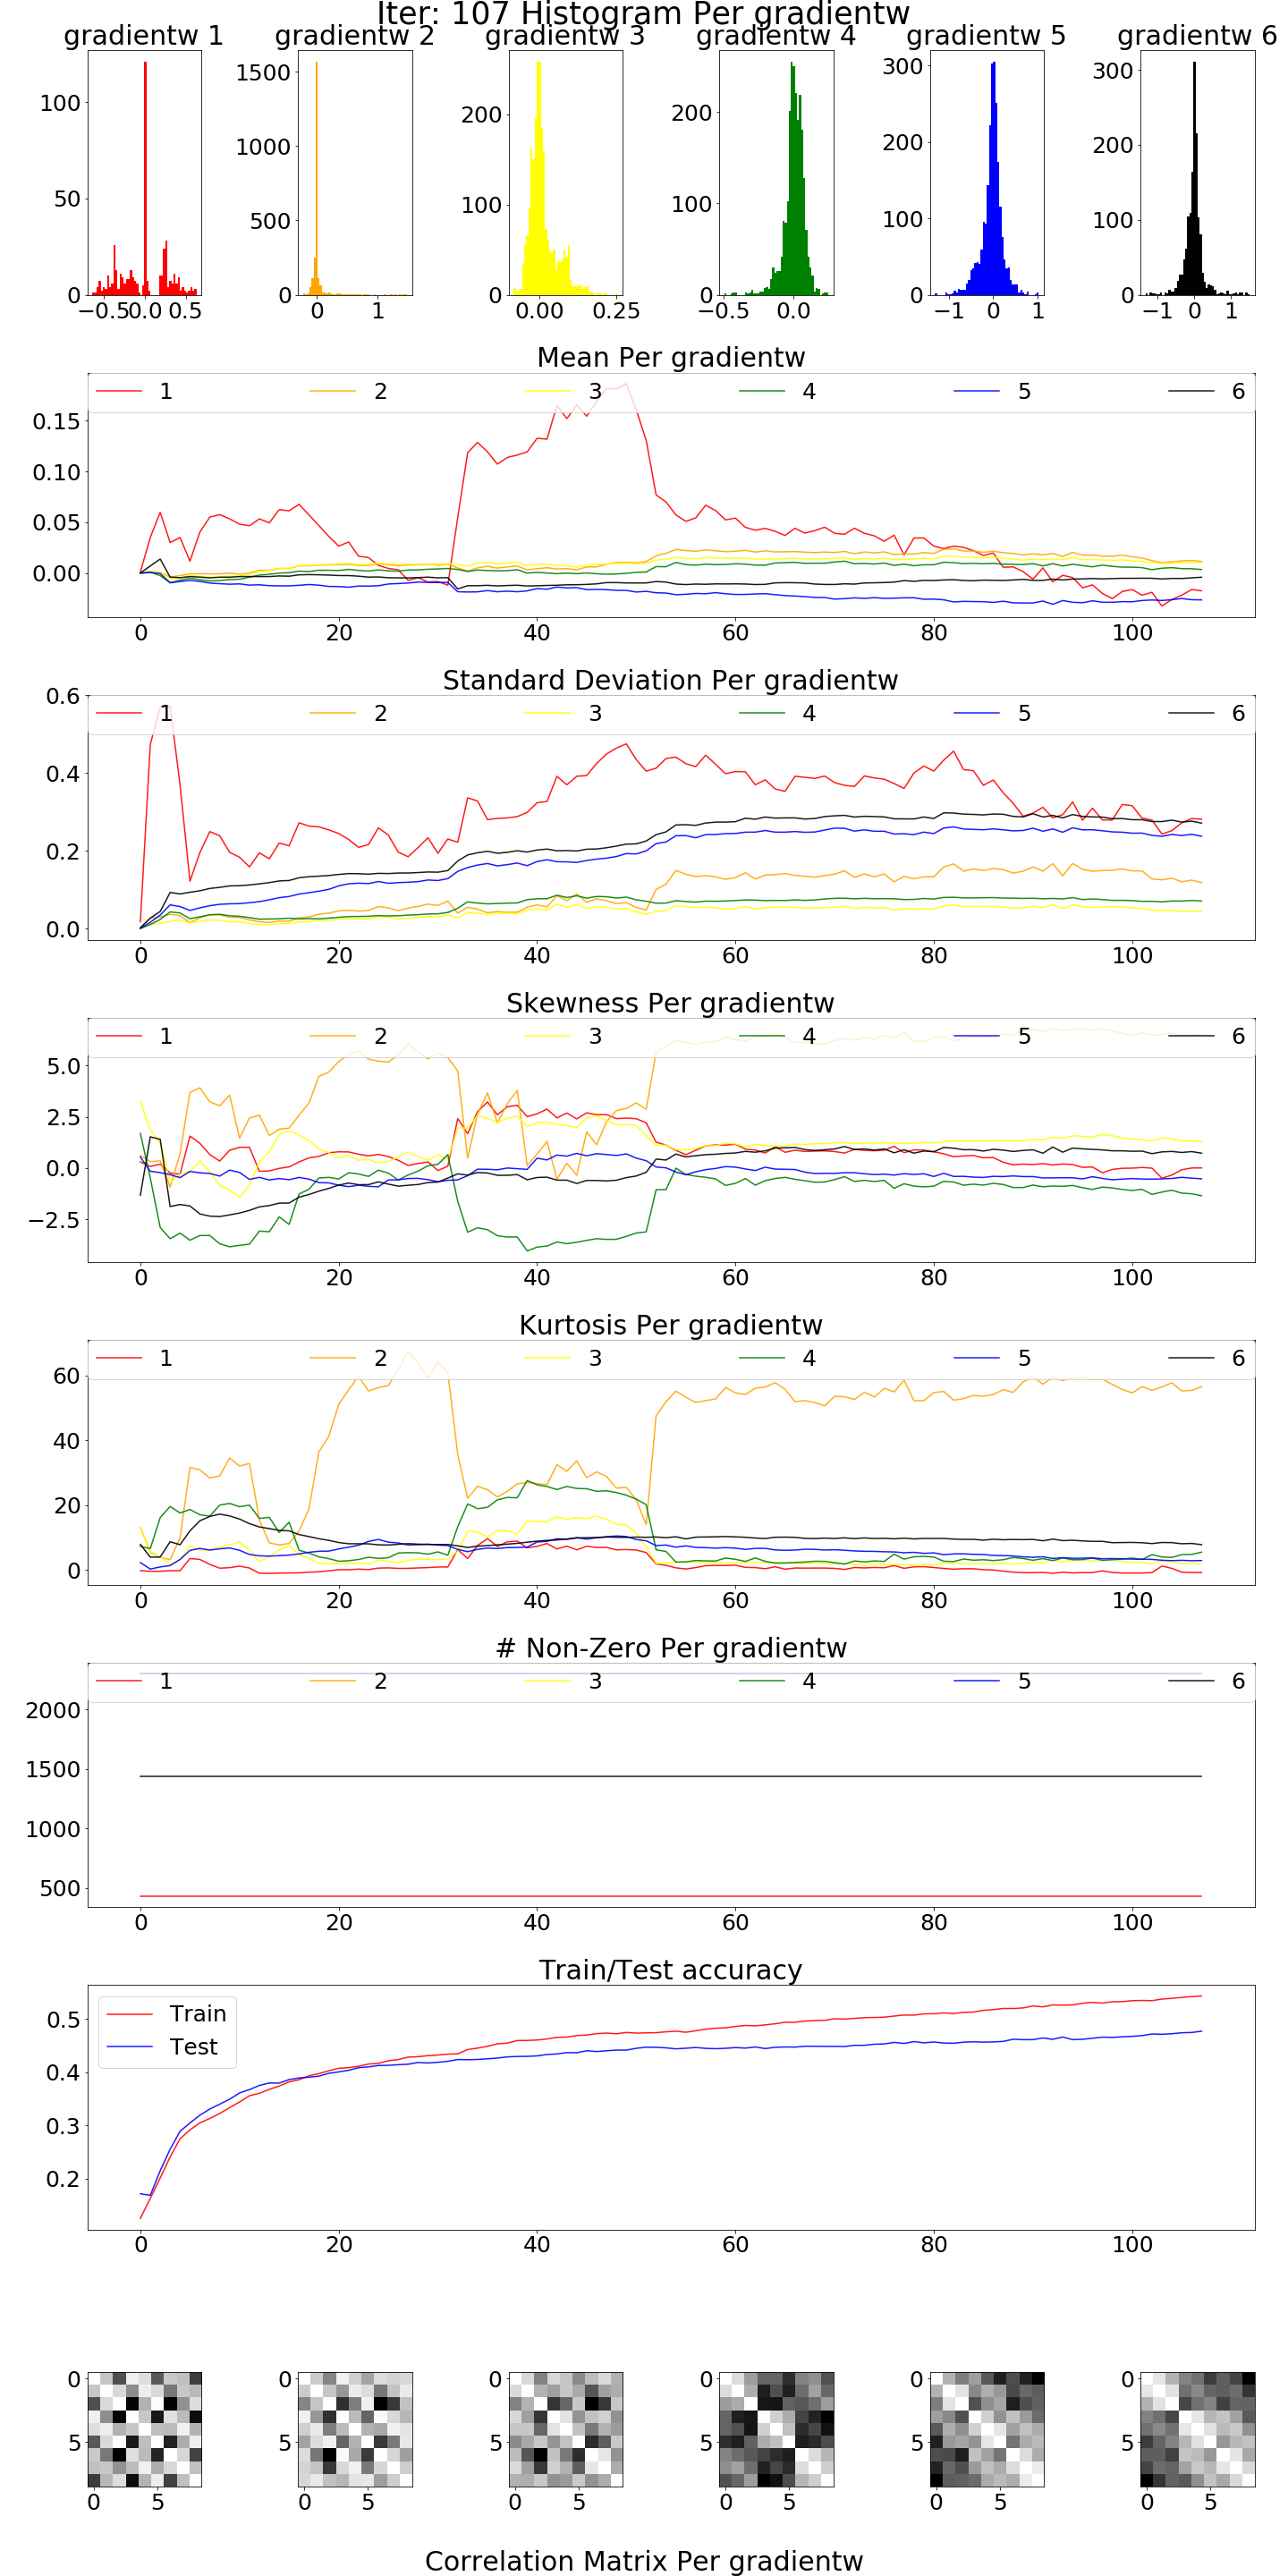 Iter: 107 Histogram Per gradientw
gradientw 1 gradientw 2 gradientw 3 gradientw 4 gradientw 5 gradientw 6
100
50
0
−0.5 0.0 0.5
1500
1000
500
0
0 1
200
100
0
0.00 0.25
200
100
0
−0.5 0.0
300
200
100
0
−1 0 1
300
200
100
0
−1 0 1
Mean Per gradientw
1 2 3 4 5 6
0.15
0.10
0.05
0.00
0 20 40 60 80 100
Standard Deviation Per gradientw
1 2 3 4 5 6
0.6
0.4
0.2
0.0
0 20 40 60 80 100
Skewness Per gradientw
1 2 3 4 5 6
5.0
2.5
0.0
−2.5
0 20 40 60 80 100
Kurtosis Per gradientw
1 2 3 4 5 6
60
40
20
0
0 20 40 60 80 100
# Non-Zero Per gradientw
1 2 3 4 5 6
2000
1500
1000
500
0 20 40 60 80 100
Train/Test accuracy
Train
Test
0.5
0.4
0.3
0.2
0 20 40 60 80 100
0 0 0 0 0 0
5 5 5 5 5 5
0 5 0 5 0 5 0 5 0 5 0 5
Correlation Matrix Per gradientw